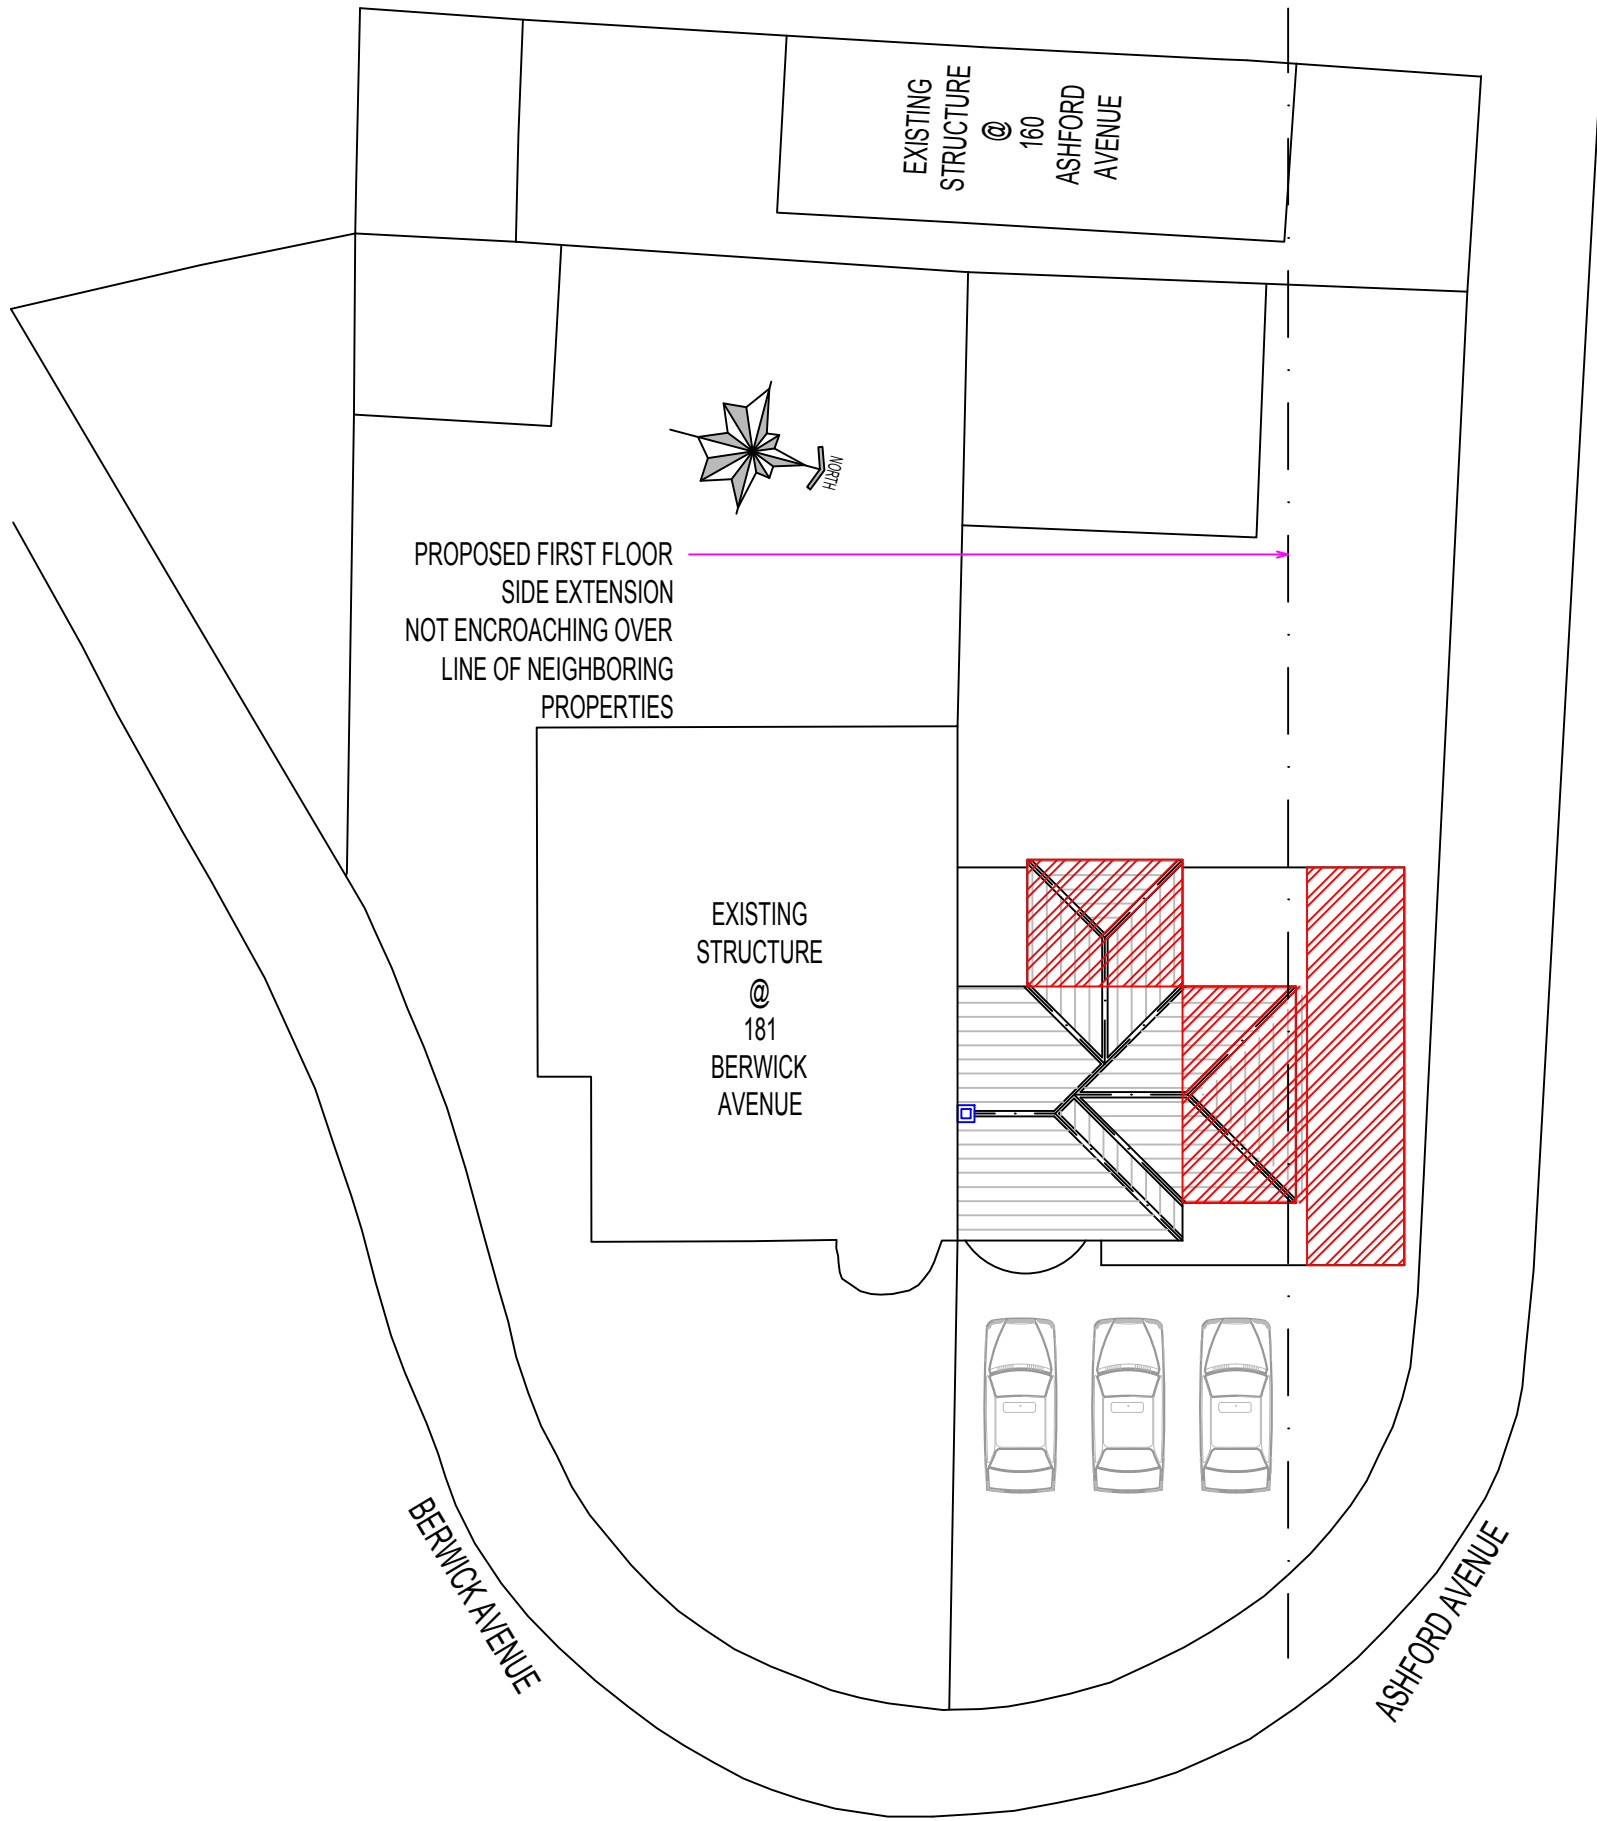 EXISTING
STRUCTURE
@
160
ASHFORD
AVENUE
NORTH
PROPOSED FIRST FLOOR
SIDE EXTENSION
NOT ENCROACHING OVER
LINE OF NEIGHBORING
PROPERTIES
EXISTING
STRUCTURE
@
181
BERWICK
AVENUE
BERWICK AVENUE
ASHFORD AVENUE